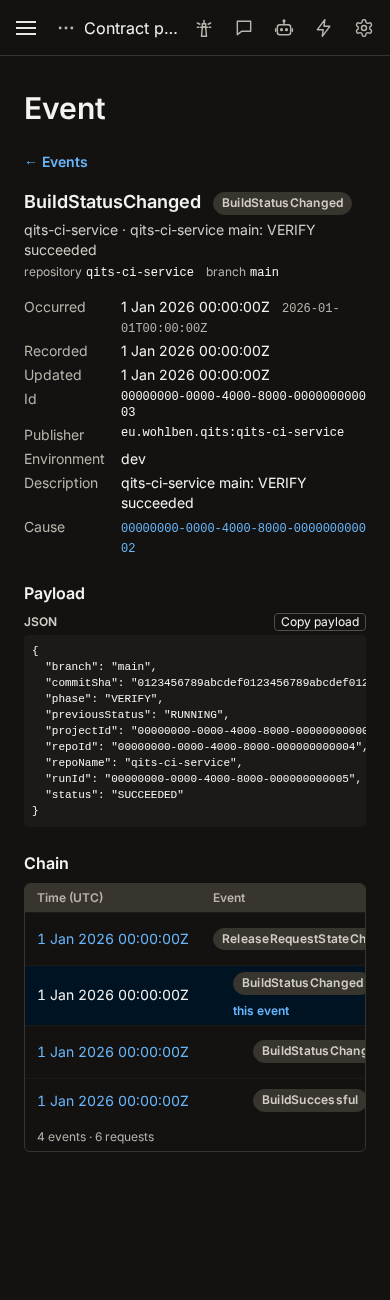 Contract p...
Event
← Events
BuildStatusChanged BuildStatusChanged
qits-ci-service · qits-ci-service main: VERIFY
succeeded
repository qits-ci-service branch main
Occurred 1 Jan 2026 00:00:00Z 2026-01-
01T00:00:00Z
Recorded 1 Jan 2026 00:00:00Z
Updated 1 Jan 2026 00:00:00Z
Id 00000000-0000-4000-8000-0000000000
03
Publisher eu.wohlben.qits:qits-ci-service
Environment dev
Description qits-ci-service main: VERIFY
succeeded
Cause 00000000-0000-4000-8000-0000000000
02
Payload
JSON Copy payload
{
"branch": "main",
"commitSha": "0123456789abcdef0123456789abcdef012
"phase": "VERIFY",
"previousStatus": "RUNNING",
"projectId": "00000000-0000-4000-8000-00000000000
"repoId": "00000000-0000-4000-8000-000000000004",
"repoName": "qits-ci-service",
"runId": "00000000-0000-4000-8000-000000000005",
"status": "SUCCEEDED"
}
Chain
Time (UTC) Event
1 Jan 2026 00:00:00Z ReleaseRequestStateCh
1 Jan 2026 00:00:00Z BuildStatusChanged
this event
1 Jan 2026 00:00:00Z BuildStatusChang
1 Jan 2026 00:00:00Z BuildSuccessful
4 events · 6 requests